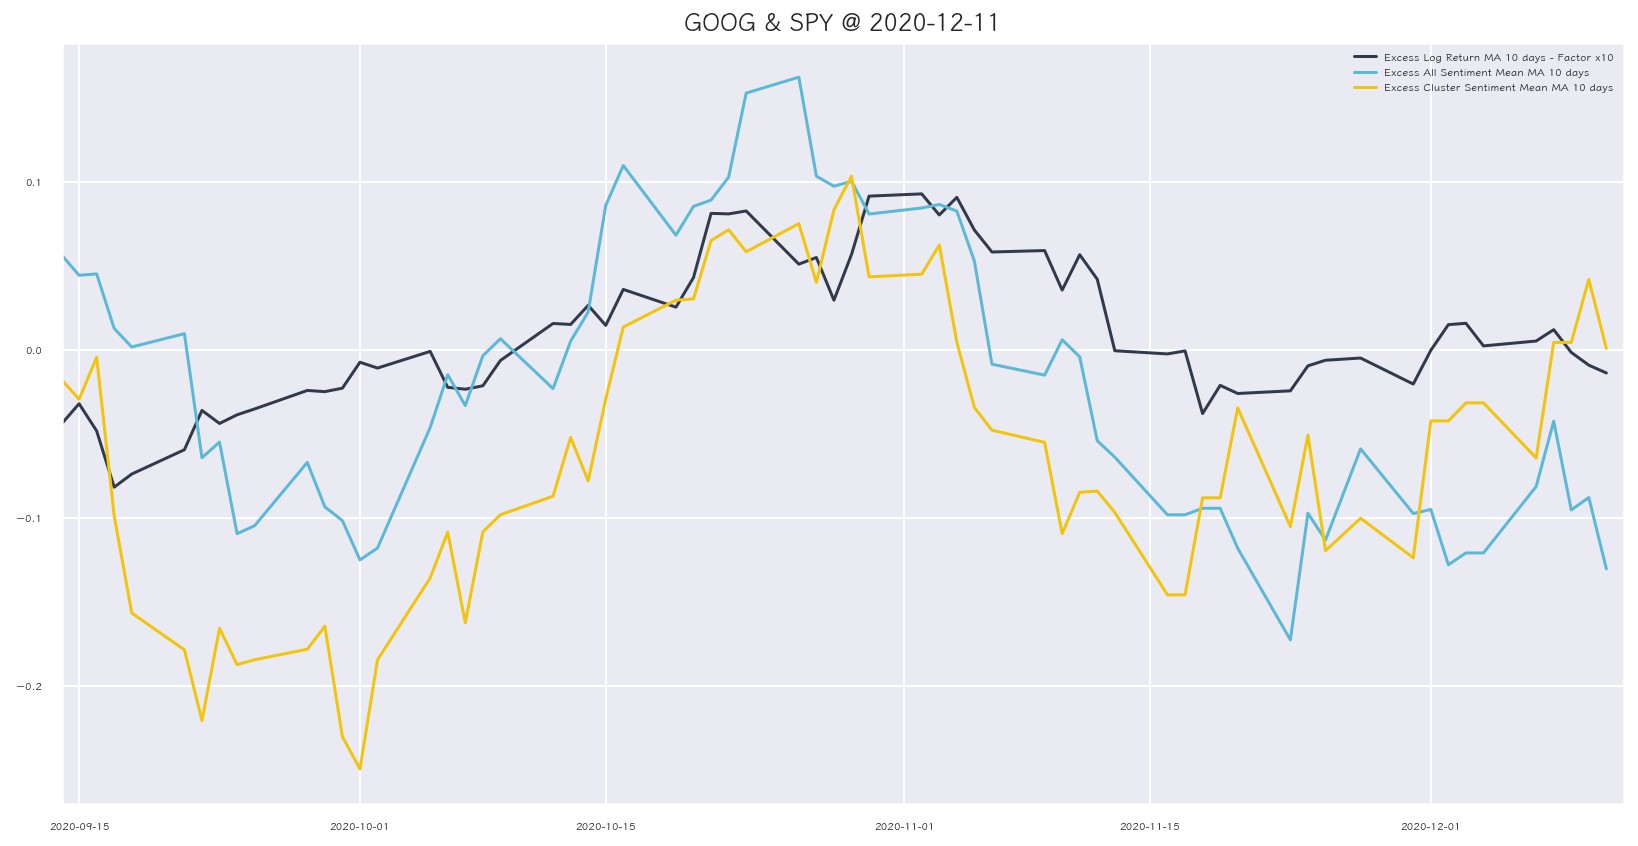 GOOG & SPY @ 2020-12-11
Excess Log Return MA 10 days - Factor x10
Excess All Sentiment Mean MA 10 days
Excess Cluster Sentiment Mean MA 10 days
0.1
0.0
−0.1
−0.2
2020-09-15
2020-10-01
2020-10-15
2020-11-01
2020-11-15
2020-12-01